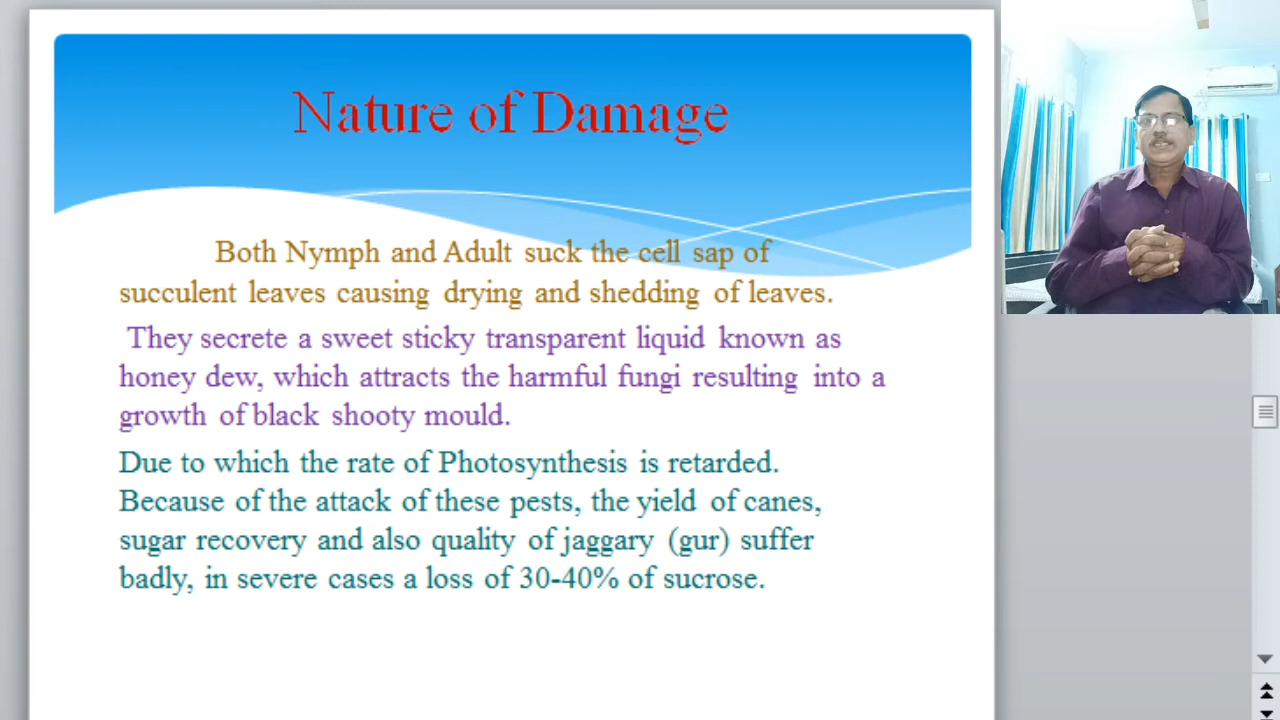 Nature of Damage
Both Nymph and Adult suck the cell sap of
succulent leaves causing drying and shedding of leaves.
They secrete a sweet sticky transparent liquid known as
honey dew, which attracts the harmful fungi resulting into a
growth of black shooty mould.
Due to which the rate of Photosynthesis is retarded.
Because of the attack of these pests, the yield of canes,
sugar recovery and also quality of jaggary (gur) suffer
badly, in severe cases a loss of 30-40% of sucrose.